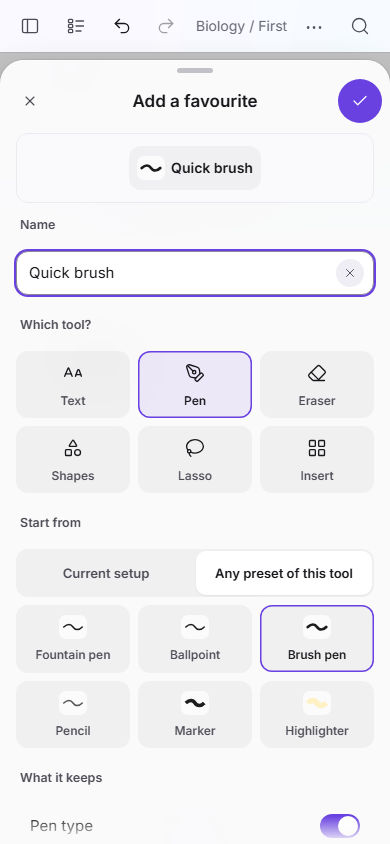 Biology / First
Add a favourite
Quick brush
Name
Quick brush
Which tool?
Text
Pen
Eraser
Shapes
Lasso
Insert
Start from
Current setup
Any preset of this tool
Fountain pen
Ballpoint
Brush pen
Pencil
Marker
Highlighter
What it keeps
Pen type